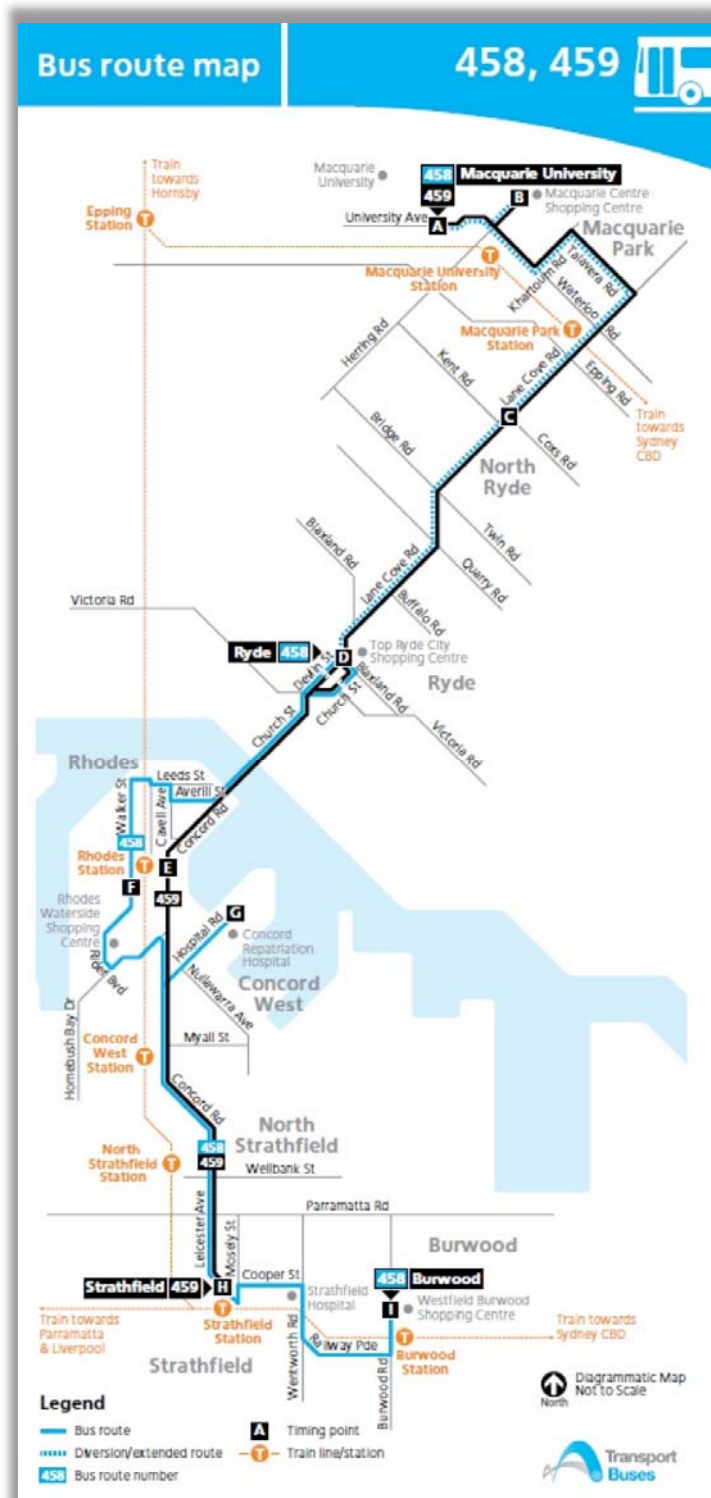 Bus route map
458, 459
Train
towards
Hornsby
Macquarie
University
458 Macquarie University
459
A
B
Macquarie Centre
Shopping Centre
Epping
Station
T
University Ave
Macquarie
Park
T
Macquarie University
Station
Khartoum Rd
Talavera Rd
Waterloo Rd
Macquarie Park
Station
T
Herring Rd
Kent Rd
Lane Cove Rd
Epping Rd
Train
towards
Sydney
CBD
C
Coxs Rd
Bridge Rd
North
Ryde
Twin Rd
Quarry Rd
Blaxland Rd
Lane Cove Rd
Buffalo Rd
Victoria Rd
Ryde 458
D
Top Ryde City
Shopping Centre
Devlin St
Church St
Blaxland Rd
Ryde
Victoria Rd
Church St
Rhodes
Leeds St
Averill St
Walker St
Cavell Ave
Concord Rd
458
Rhodes
Station
T
E
F
459
Rhodes
Waterside
Shopping
Centre
Rider Blvd
Hospital Rd
G
Concord
Repatriation
Hospital
Nullawarra Ave
Concord
West
Homebush Bay Dr
Myall St
Concord
West
Station
T
Concord Rd
North
Strathfield
458
459
North
Strathfield
Station
T
Wellbank St
Parramatta Rd
Leicester Ave
Mosely St
Burwood
Strathfield 459
H
Cooper St
458 Burwood
I
Strathfield
Hospital
Westfield Burwood
Shopping Centre
Train towards
Parramatta
& Liverpool
T
Strathfield
Station
Wentworth Rd
Railway Pde
T
Burwood
Station
Train towards
Sydney CBD
Strathfield
Burwood Rd
North
Diagrammatic Map
Not to Scale
Legend
Bus route
A Timing point
Diversion/extended route
T Train line/station
458 Bus route number
Transport
Buses